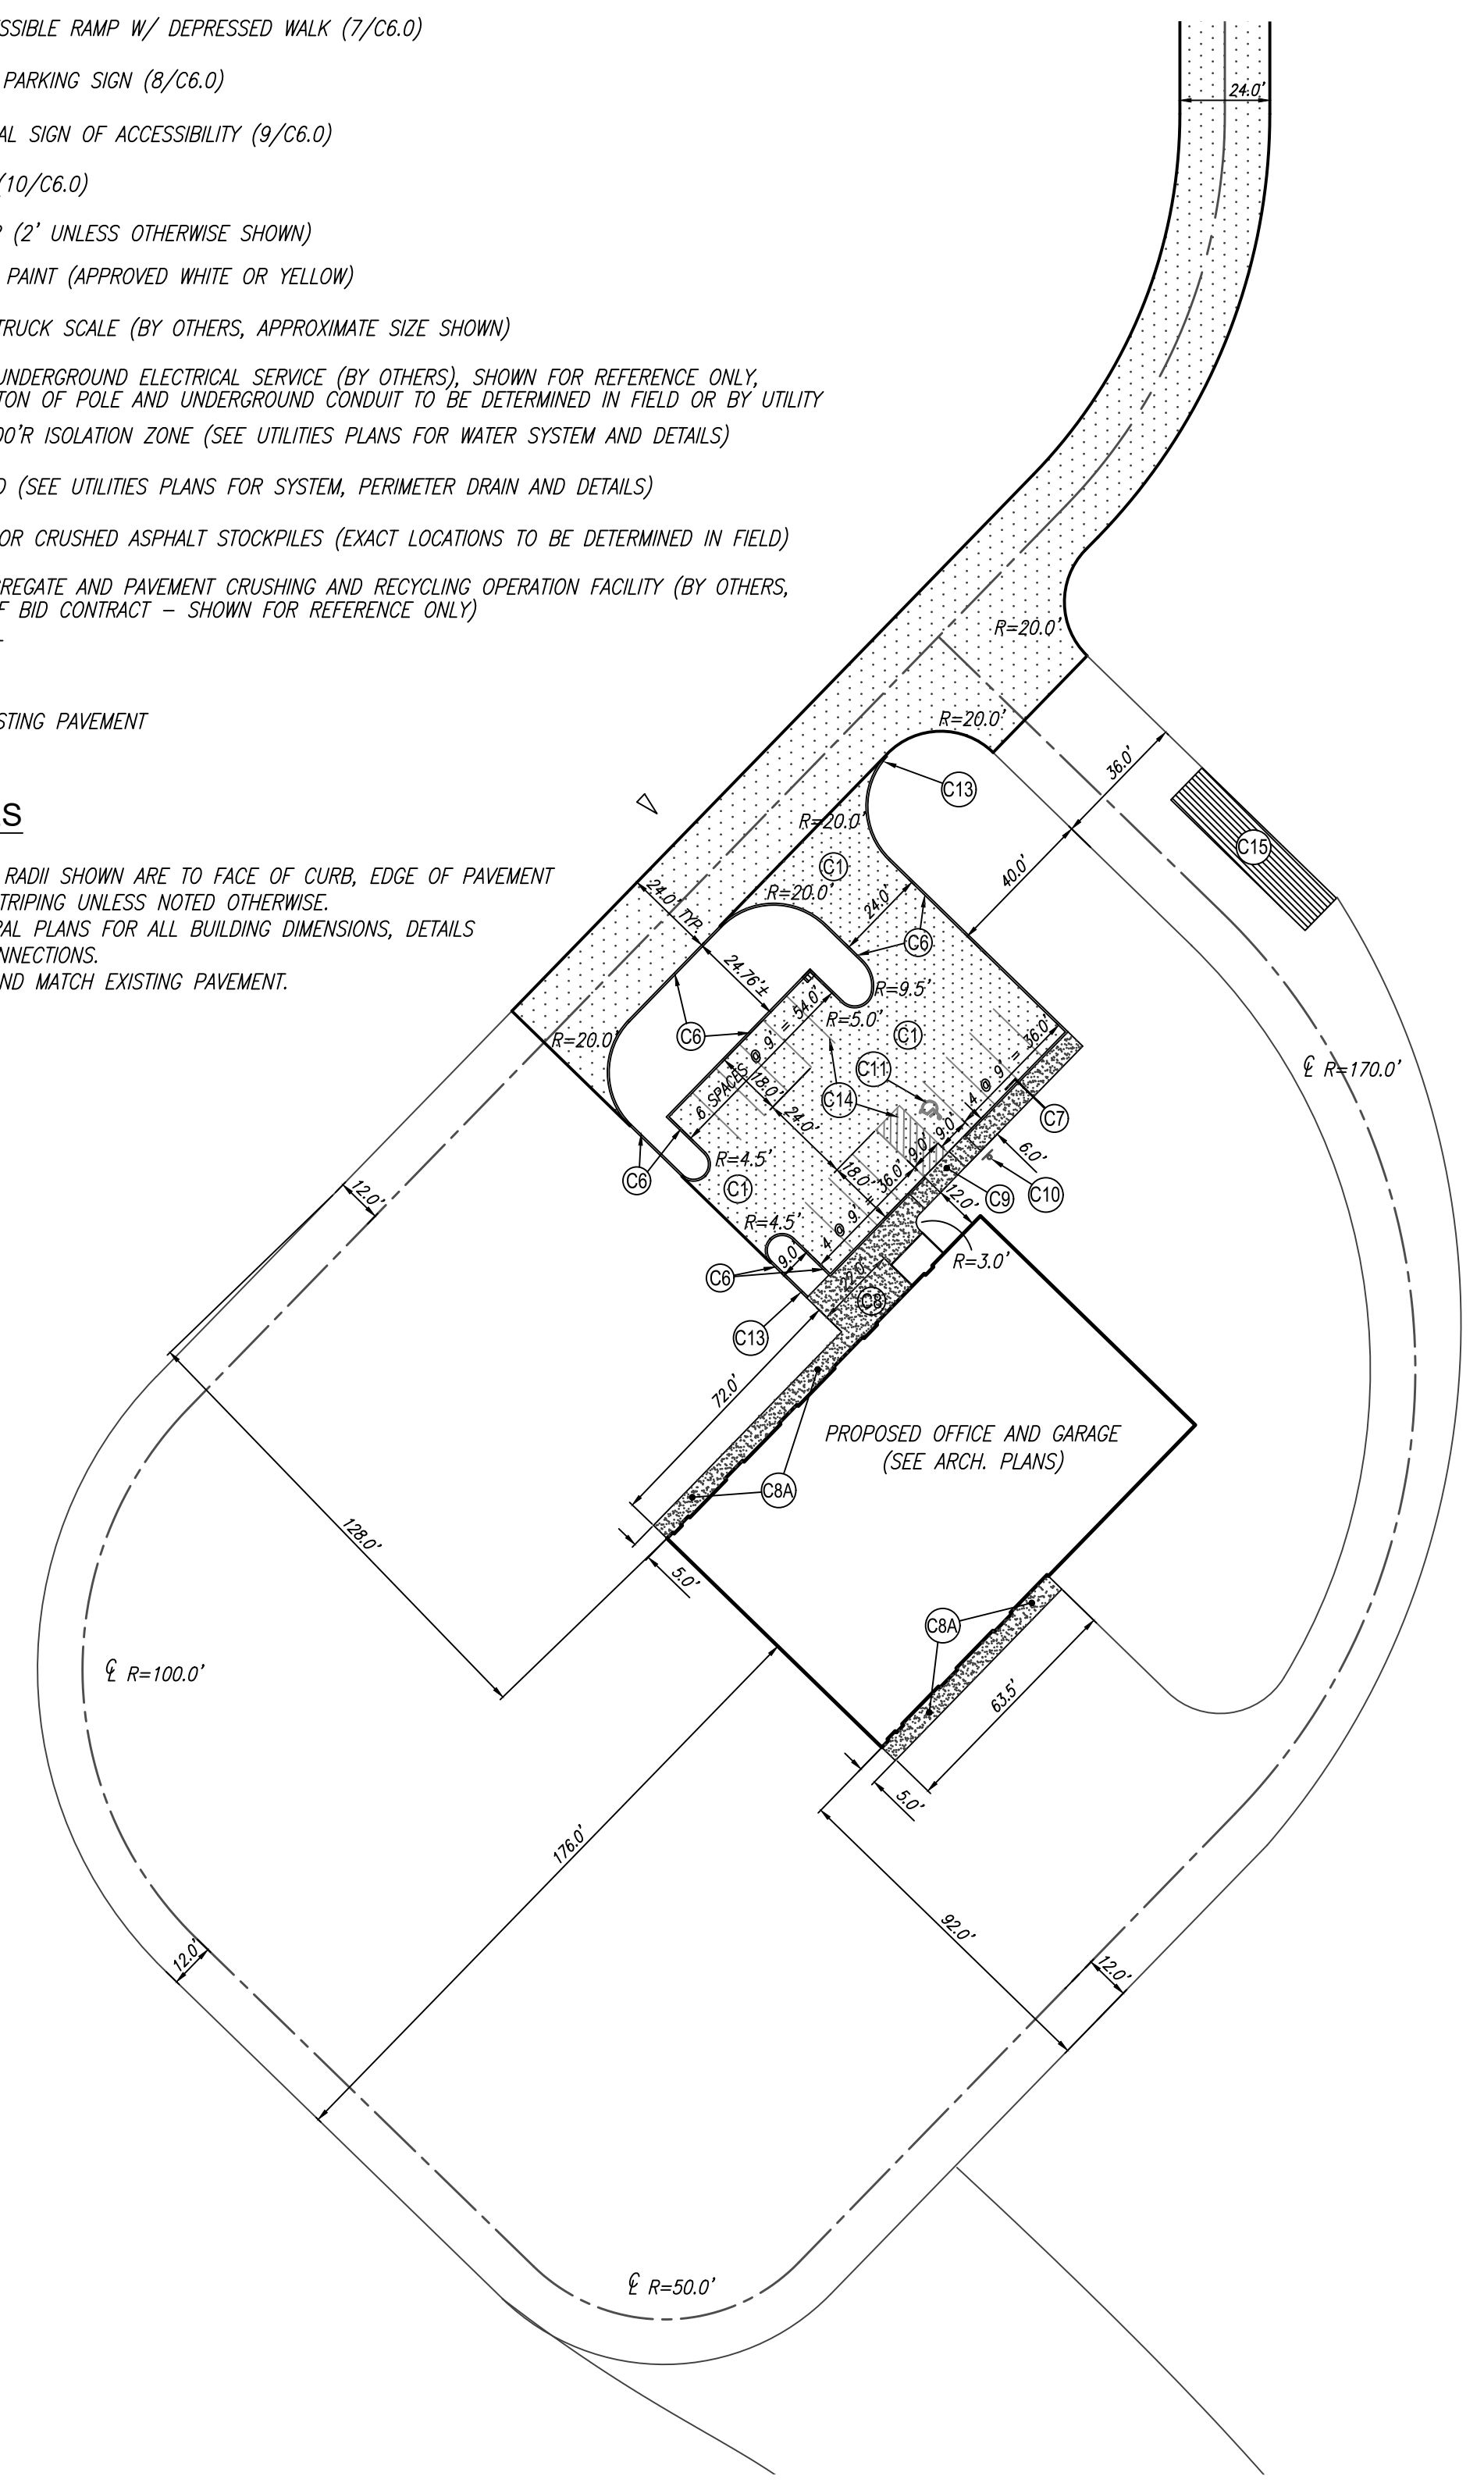 SSIBLE RAMP W/ DEPRESSED WALK (7/C6.0)
PARKING SIGN (8/C6.0)
AL SIGN OF ACCESSIBILITY (9/C6.0)
(10/C6.0)
(2' UNLESS OTHERWISE SHOWN)
PAINT (APPROVED WHITE OR YELLOW)
TRUCK SCALE (BY OTHERS, APPROXIMATE SIZE SHOWN)
UNDERGROUND ELECTRICAL SERVICE (BY OTHERS), SHOWN FOR REFERENCE ONLY,
TON OF POLE AND UNDERGROUND CONDUIT TO BE DETERMINED IN FIELD OR BY UTILITY
00'R ISOLATION ZONE (SEE UTILITIES PLANS FOR WATER SYSTEM AND DETAILS)
D (SEE UTILITIES PLANS FOR SYSTEM, PERIMETER DRAIN AND DETAILS)
OR CRUSHED ASPHALT STOCKPILES (EXACT LOCATIONS TO BE DETERMINED IN FIELD)
GREGATE AND PAVEMENT CRUSHING AND RECYCLING OPERATION FACILITY (BY OTHERS,
F BID CONTRACT – SHOWN FOR REFERENCE ONLY)
STING PAVEMENT
ES
RADII SHOWN ARE TO FACE OF CURB, EDGE OF PAVEMENT
TRIPING UNLESS NOTED OTHERWISE.
RAL PLANS FOR ALL BUILDING DIMENSIONS, DETAILS
NNECTIONS.
ND MATCH EXISTING PAVEMENT.
24.0'
R=20.0'
R=20.0'
36.0'
C13
R=20.0'
C15
C1
40.0'
R=20.0'
24.0' TYP.
24.0'
C6
24.76'±
R=9.5'
R=5.0'
C6
C1
R=20.0'
6 SPACES @ 9' = 54.0'
4 @ 9' = 36.0'
℄ R=170.0'
C11
18.0'
C14
24.0'
C7
9.0'
9.0'
6.0'
R=4.5'
C6
C1
18.0'
C9
C10
12.0'
12.0'
4 @ 9' = 36.0'
R=4.5'
9.0'
R=3.0'
C6
C8
C13
72.0'
PROPOSED OFFICE AND GARAGE
(SEE ARCH. PLANS)
C8A
128.0'
5.0'
C8A
℄ R=100.0'
63.5'
5.0'
176.0'
92.0'
12.0'
12.0'
℄ R=50.0'